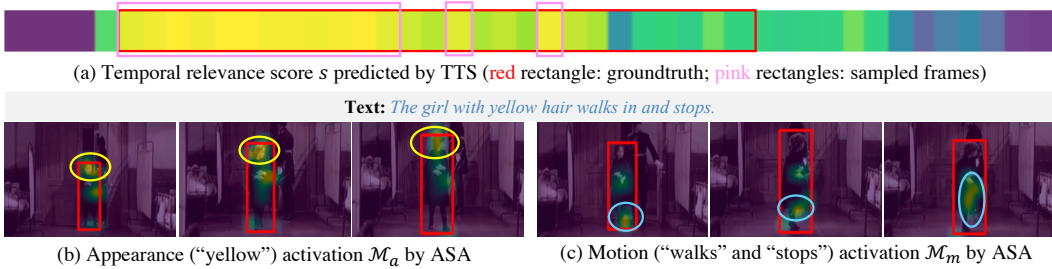 (a) Temporal relevance score s predicted by TTS (red rectangle: groundtruth; pink rectangles: sampled frames)
Text: The girl with yellow hair walks in and stops.
(b) Appearance (“yellow”) activation ℳₐ by ASA
(c) Motion (“walks” and “stops”) activation ℳₘ by ASA